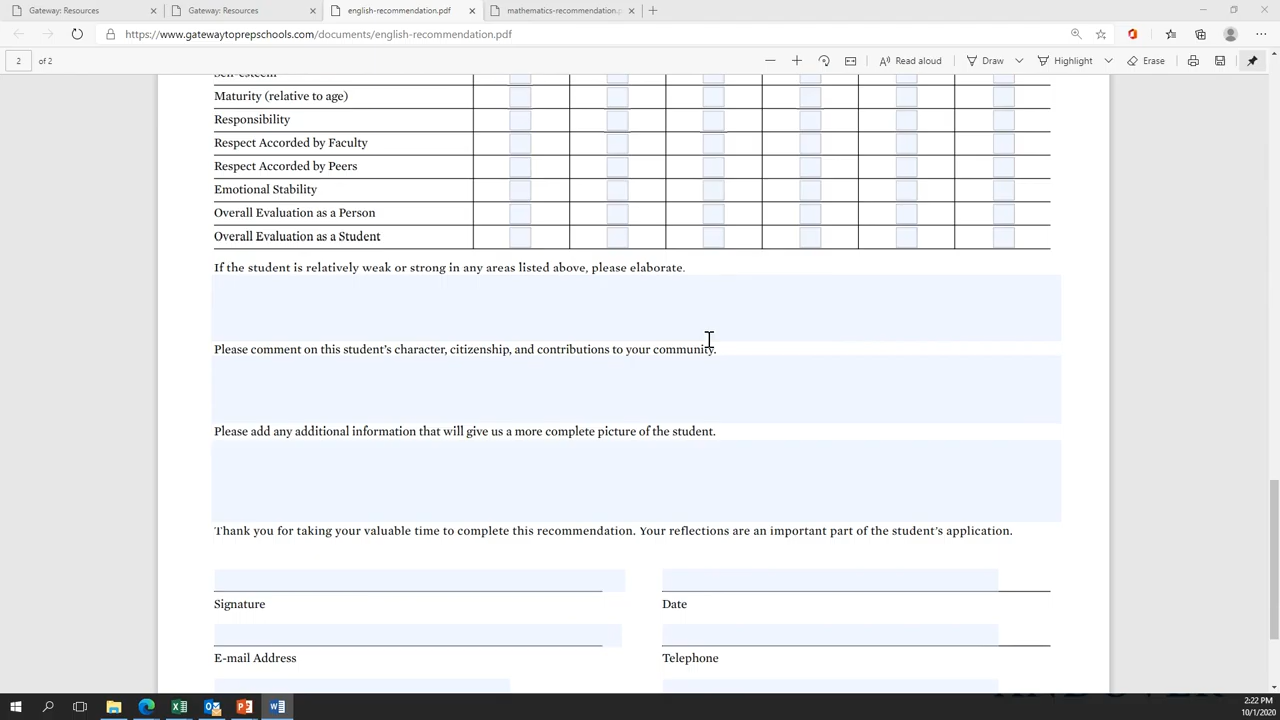 Gateway: Resources
Gateway: Resources
english-recommendation.pdf
mathematics-recommendation.p
https://www.gatewaytoprepschools.com/documents/english-recommendation.pdf
2 of 2
Read aloud
Draw
Highlight
Erase
Self-esteem
Maturity (relative to age)
Responsibility
Respect Accorded by Faculty
Respect Accorded by Peers
Emotional Stability
Overall Evaluation as a Person
Overall Evaluation as a Student
If the student is relatively weak or strong in any areas listed above, please elaborate.
Please comment on this student's character, citizenship, and contributions to your community.
Please add any additional information that will give us a more complete picture of the student.
Thank you for taking your valuable time to complete this recommendation. Your reflections are an important part of the student's application.
Signature
Date
E-mail Address
Telephone
2:22 PM
10/1/2020